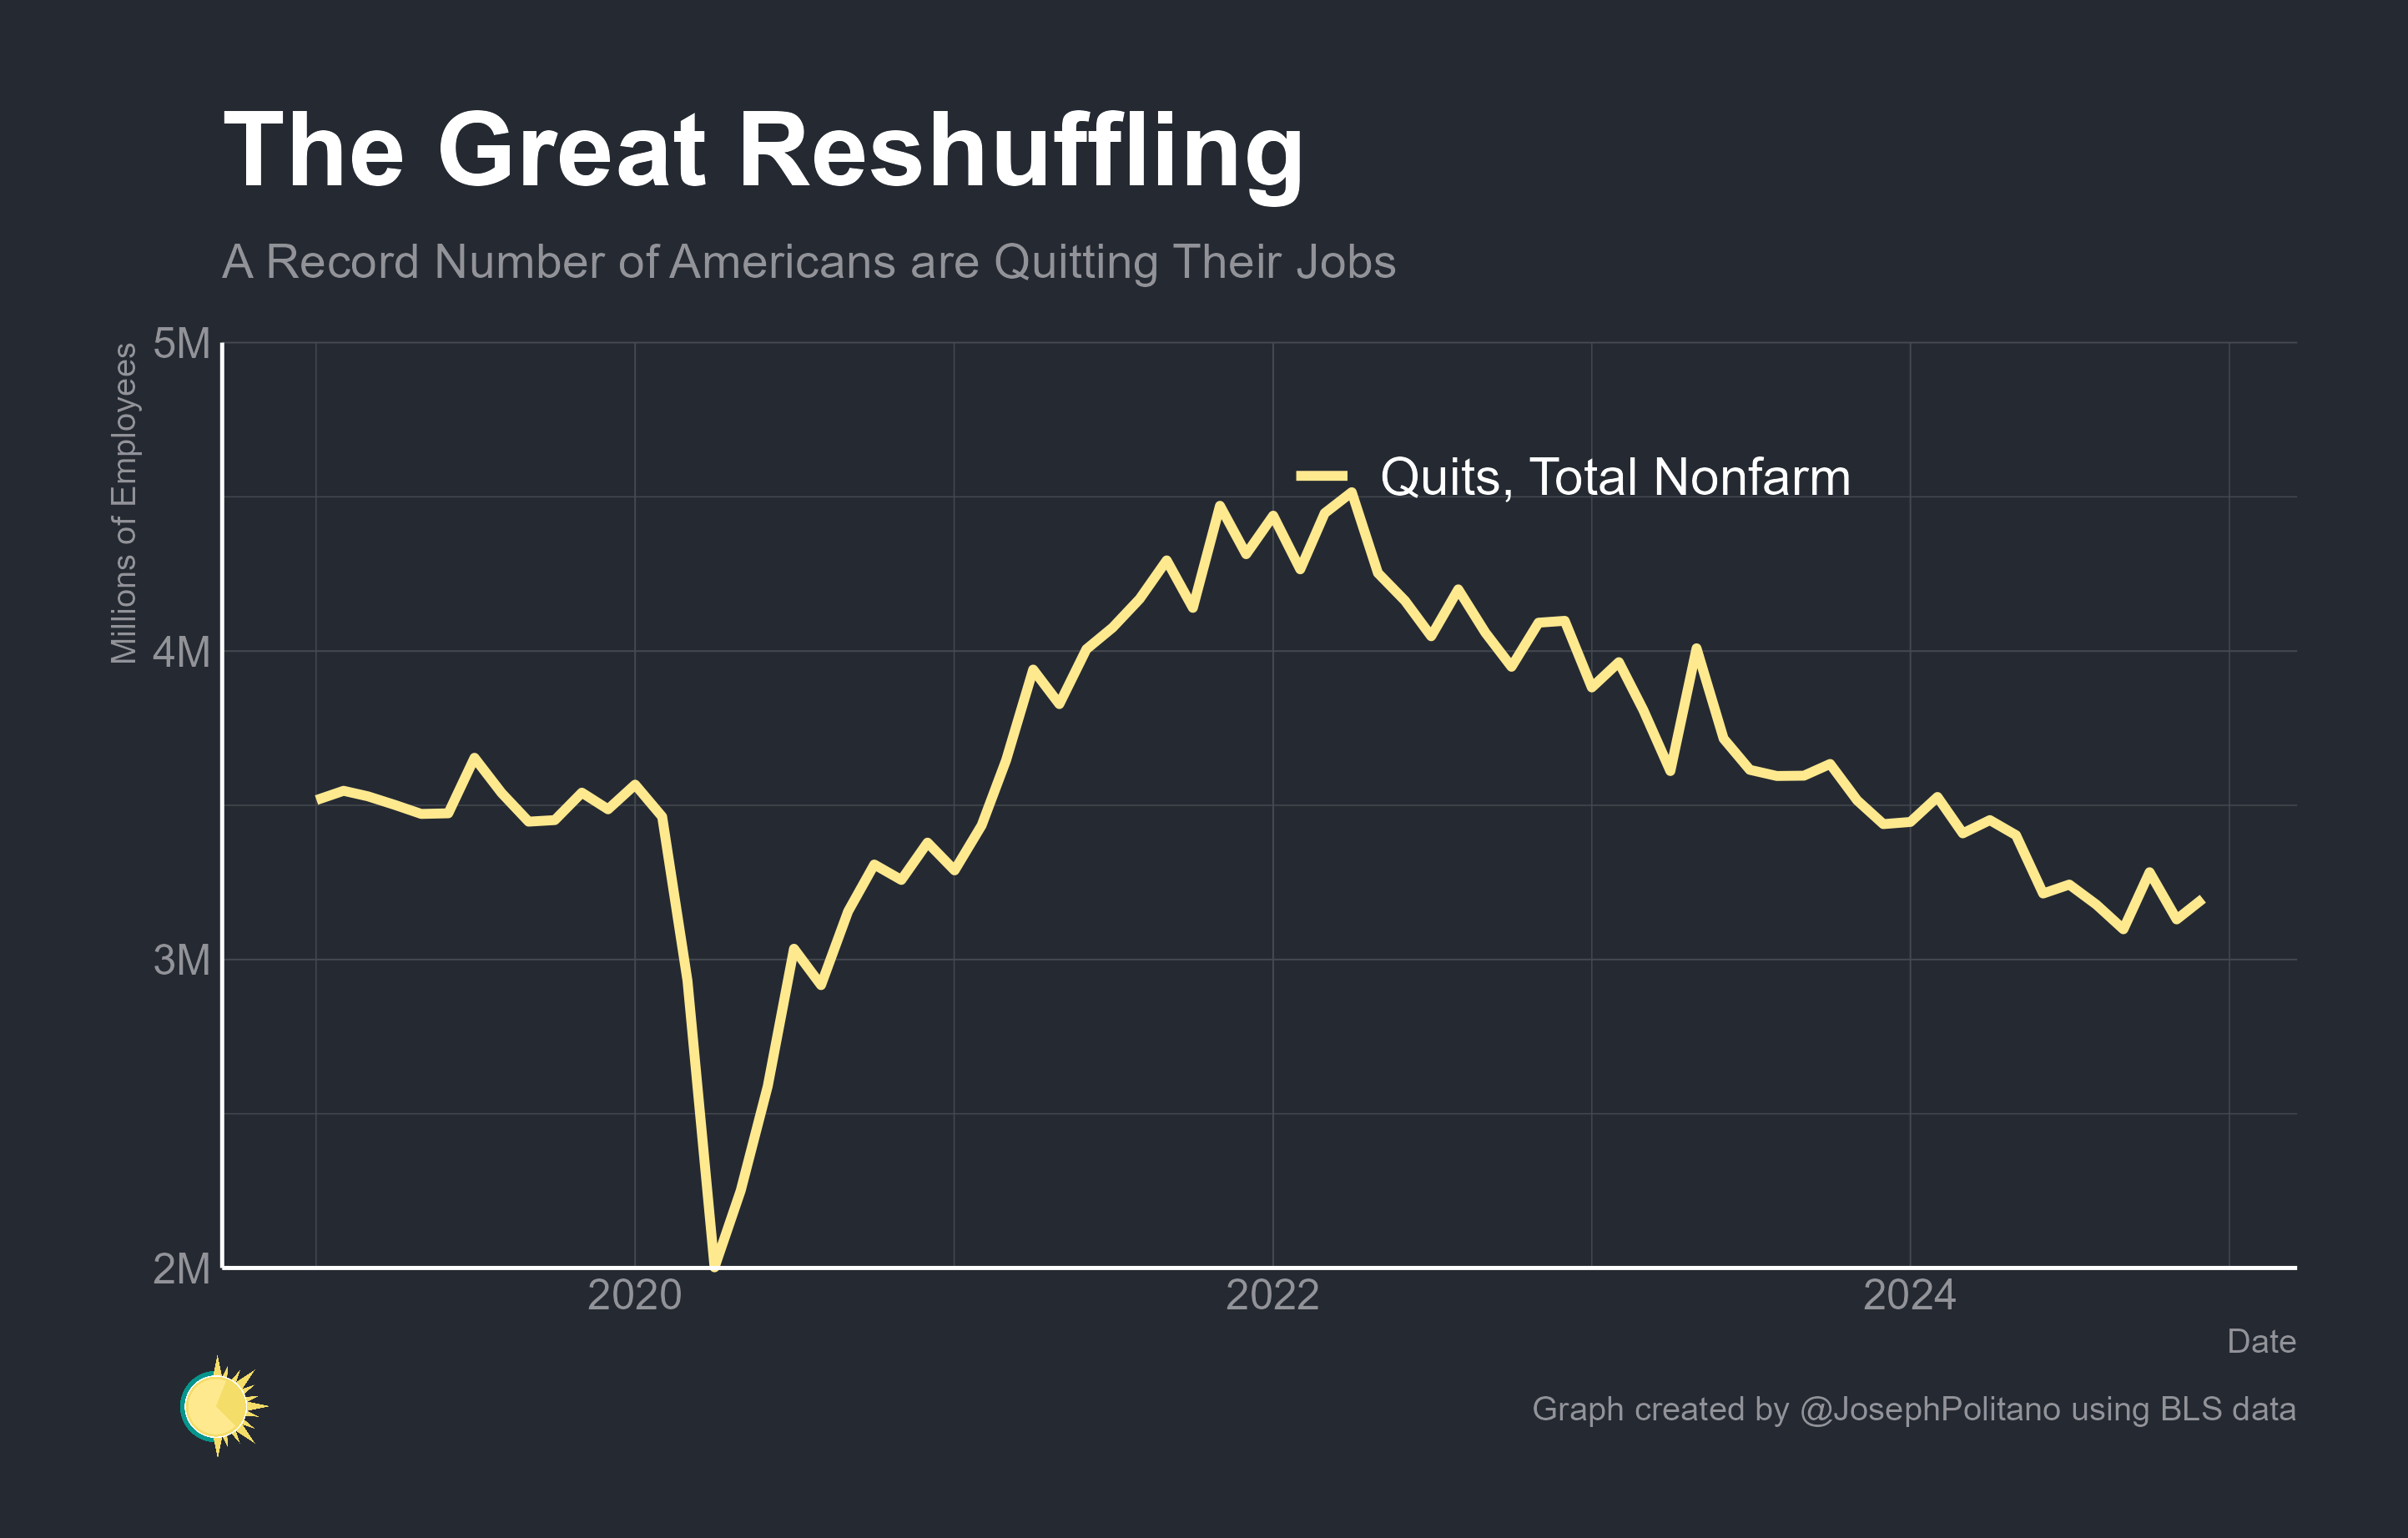 The Great Reshuffling
A Record Number of Americans are Quitting Their Jobs
Millions of Employees
5M
Quits, Total Nonfarm
4M
3M
2M
2020
2022
2024
Date
Graph created by @JosephPolitano using BLS data